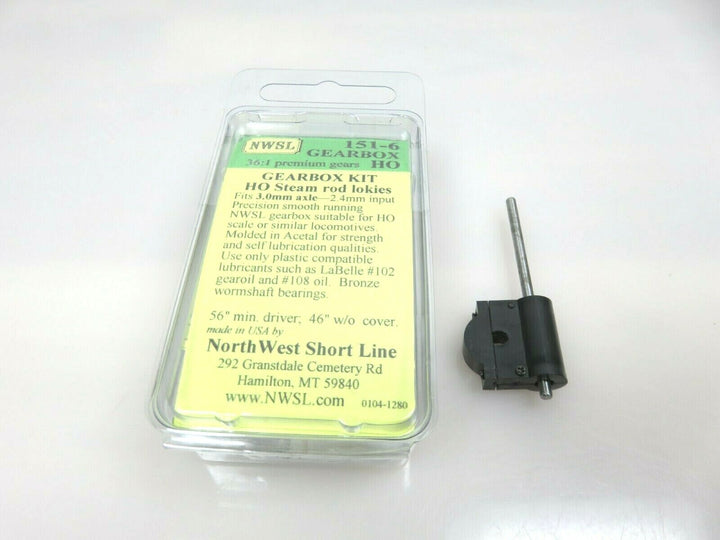 NWSL 151-6
GEARBOX
36:1 premium gears HO
GEARBOX KIT
HO Steam rod lokies
Fits 3.0mm axle—2.4mm input
Precision smooth running
NWSL gearbox suitable for HO
scale or similar locomotives.
Molded in Acetal for strength
and self lubrication qualities.
Use only plastic compatible
lubricants such as LaBelle #102
gearoil and #108 oil. Bronze
wormshaft bearings.
56" min. driver; 46" w/o cover.
made in USA by
NorthWest Short Line
292 Granstdale Cemetery Rd
Hamilton, MT 59840
www.NWSL.com 0104-1280